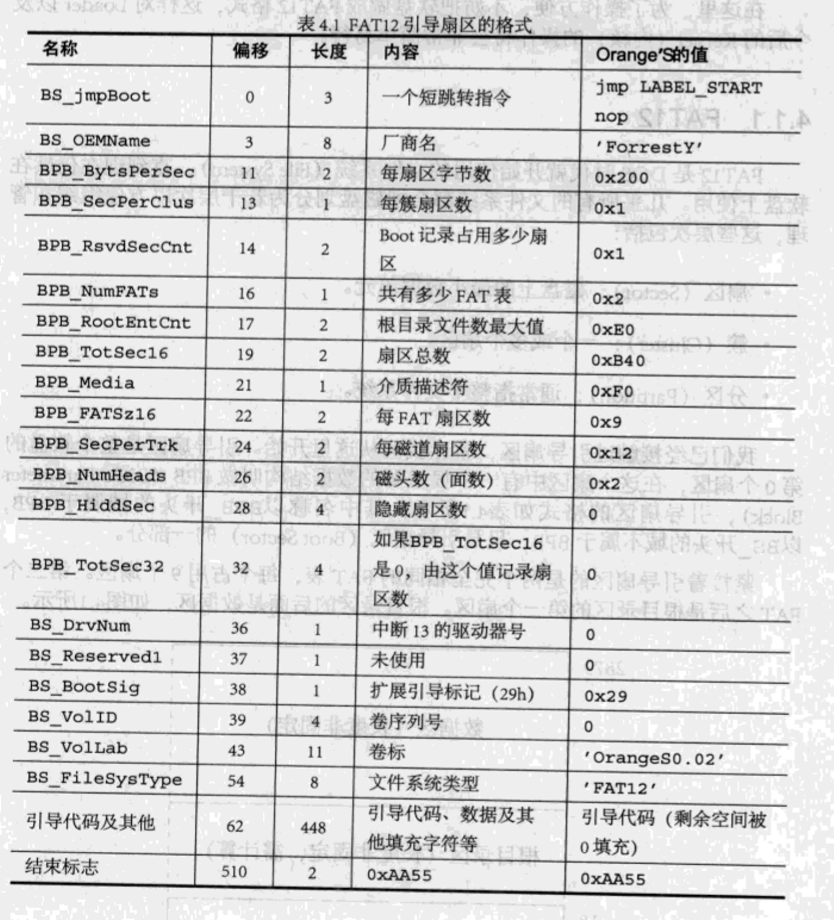 表 4.1 FAT12 引导扇区的格式
名称 偏移 长度 内容 Orange'S的值
BS_jmpBoot 0 3 一个短跳转指令 jmp LABEL_START
nop
BS_OEMName 3 8 厂商名 'ForrestY'
BPB_BytsPerSec 11 2 每扇区字节数 0x200
BPB_SecPerClus 13 1 每簇扇区数 0x1
BPB_RsvdSecCnt 14 2 Boot 记录占用多少扇
区 0x1
BPB_NumFATs 16 1 共有多少 FAT 表 0x2
BPB_RootEntCnt 17 2 根目录文件数最大值 0xE0
BPB_TotSec16 19 2 扇区总数 0xB40
BPB_Media 21 1 介质描述符 0xF0
BPB_FATSz16 22 2 每 FAT 扇区数 0x9
BPB_SecPerTrk 24 2 每磁道扇区数 0x12
BPB_NumHeads 26 2 磁头数（面数） 0x2
BPB_HiddSec 28 4 隐藏扇区数 0
如果BPB_TotSec16
BPB_TotSec32 32 4 是 0，由这个值记录扇 0
区数
BS_DrvNum 36 1 中断 13 的驱动器号 0
BS_Reserved1 37 1 未使用 0
BS_BootSig 38 1 扩展引导标记（29h） 0x29
BS_VolID 39 4 卷序列号 0
BS_VolLab 43 11 卷标 'OrangeS0.02'
BS_FileSysType 54 8 文件系统类型 'FAT12'
引导代码及其他 62 448 引导代码、数据及其 引导代码（剩余空间被
他填充字符等 0 填充）
结束标志 510 2 0xAA55 0xAA55